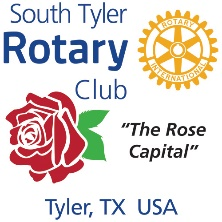 South Tyler
Rotary
Club
ROTARY
INTERNATIONAL
"The Rose
Capital"
Tyler, TX USA